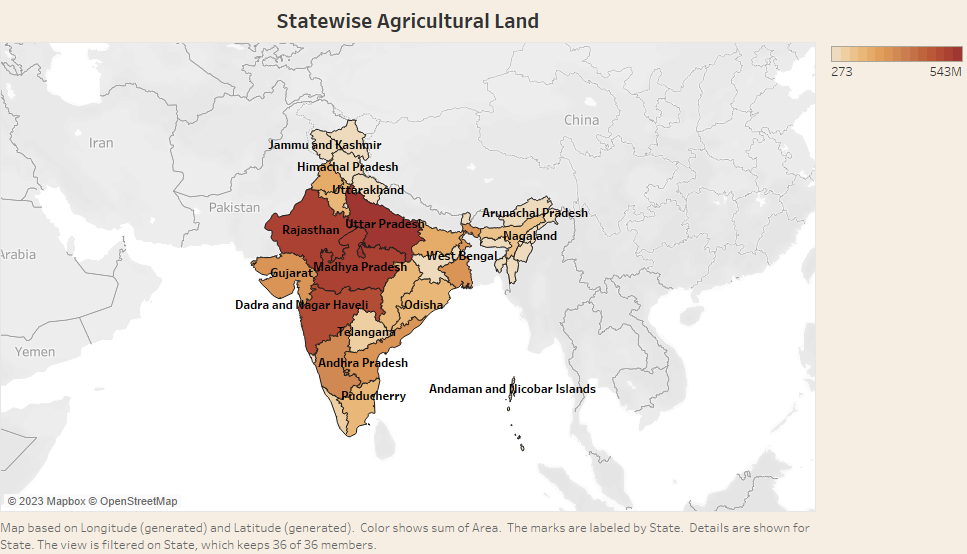 Statewise Agricultural Land
273
543M
China
Iran
Jammu and Kashmir
Himachal Pradesh
Uttarakhand
Pakistan
Arunachal Pradesh
Uttar Pradesh
Rajasthan
Nagaland
Arabia
West Bengal
Madhya Pradesh
Gujarat
Dadra and Nagar Haveli
Odisha
Telangana
Yemen
Andhra Pradesh
Andaman and Nicobar Islands
Puducherry
© 2023 Mapbox © OpenStreetMap
Map based on Longitude (generated) and Latitude (generated).  Color shows sum of Area.  The marks are labeled by State.  Details are shown for
State. The view is filtered on State, which keeps 36 of 36 members.